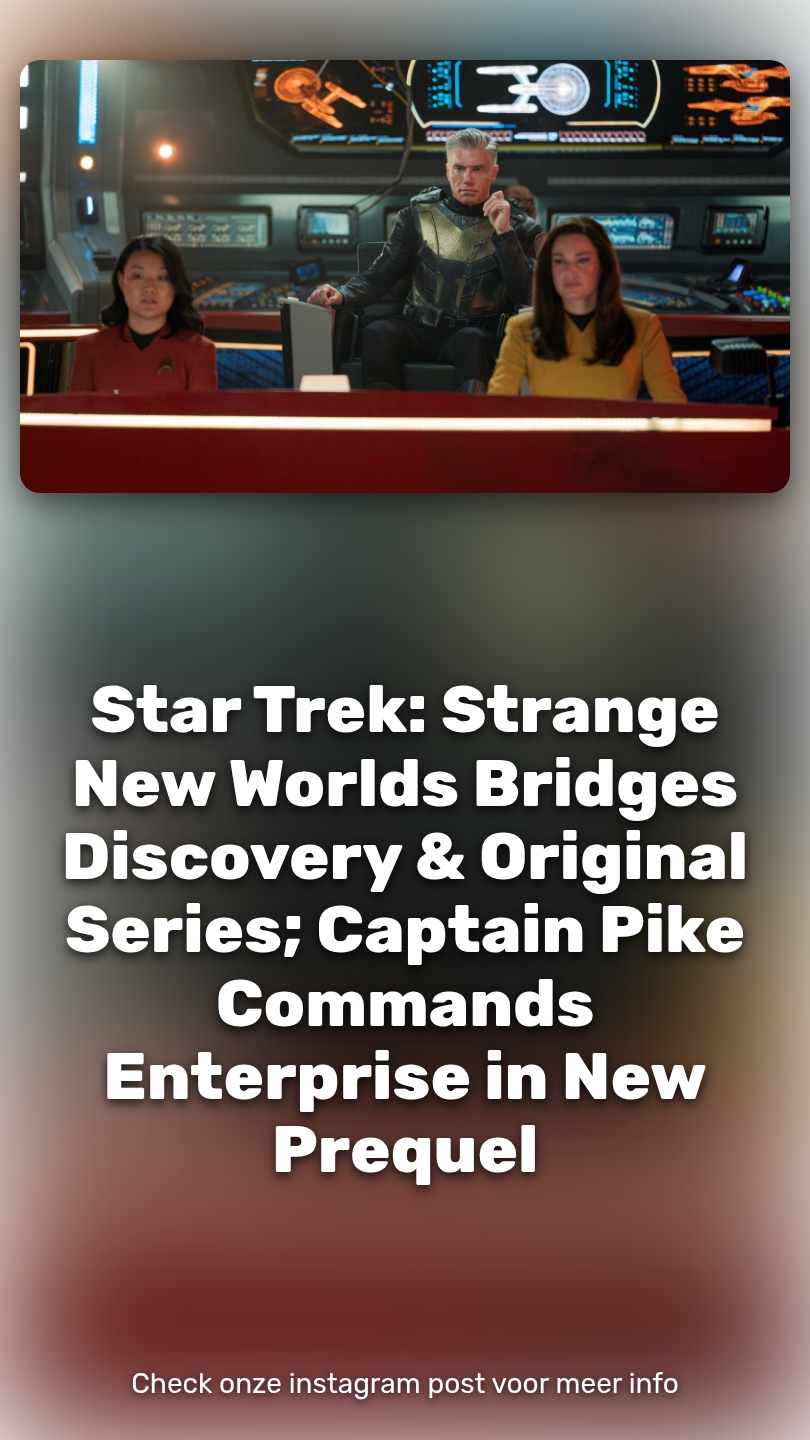 Star Trek: Strange
New Worlds Bridges
Discovery & Original
Series; Captain Pike
Commands
Enterprise in New
Prequel
Check onze instagram post voor meer info